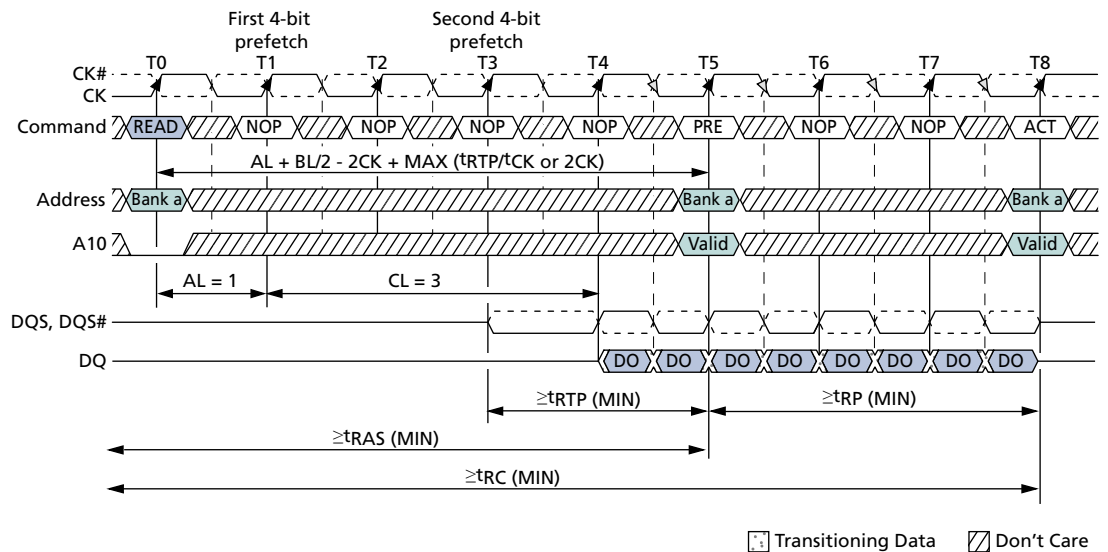 First 4-bit prefetch
Second 4-bit prefetch
T0 T1 T2 T3 T4 T5 T6 T7 T8
CK#
CK
Command READ NOP NOP NOP NOP PRE NOP NOP ACT
AL + BL/2 - 2CK + MAX (tRTP/tCK or 2CK)
Address Bank a Bank a Bank a
A10 Valid Valid
AL = 1 CL = 3
DQS, DQS#
DQ DO DO DO DO DO DO DO DO
≥tRTP (MIN) ≥tRP (MIN)
≥tRAS (MIN)
≥tRC (MIN)
Transitioning Data Don't Care